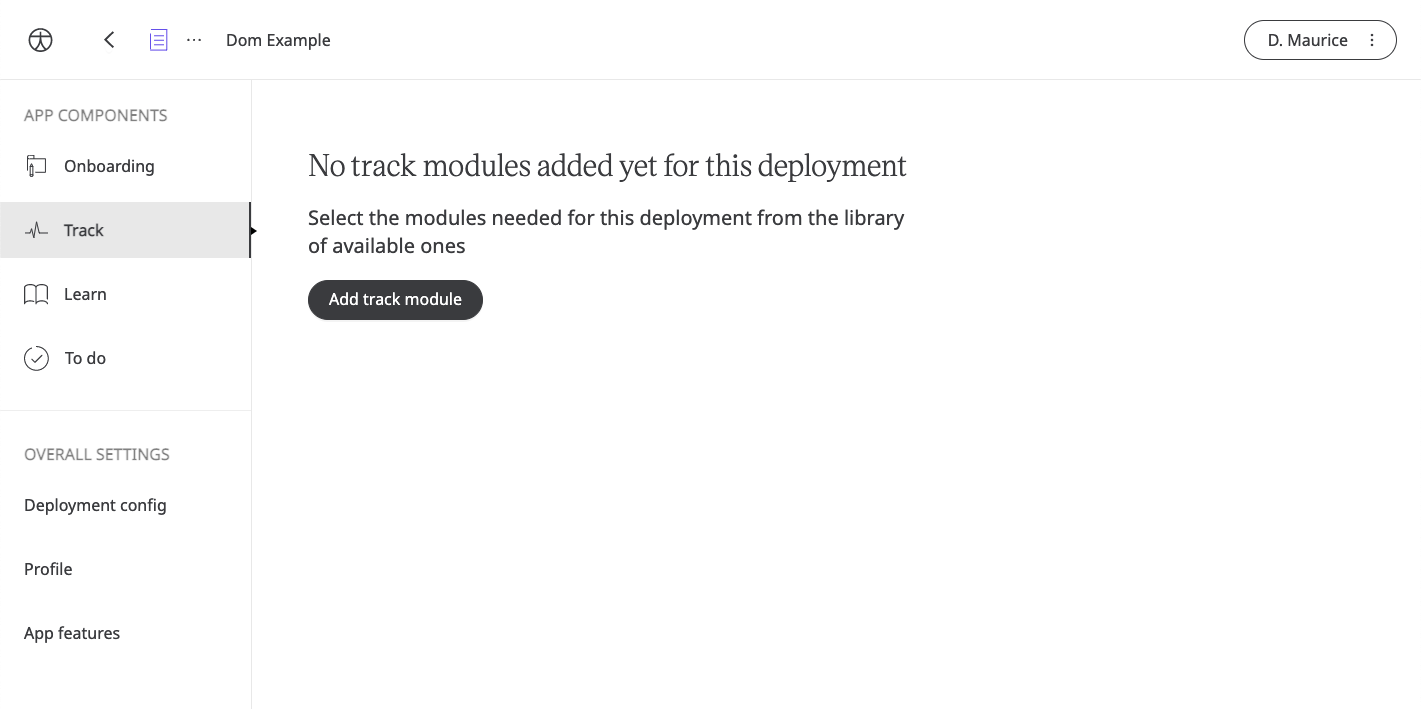 Dom Example
D. Maurice
APP COMPONENTS
Onboarding
Track
Learn
To do
OVERALL SETTINGS
Deployment config
Profile
App features
No track modules added yet for this deployment
Select the modules needed for this deployment from the library
of available ones
Add track module